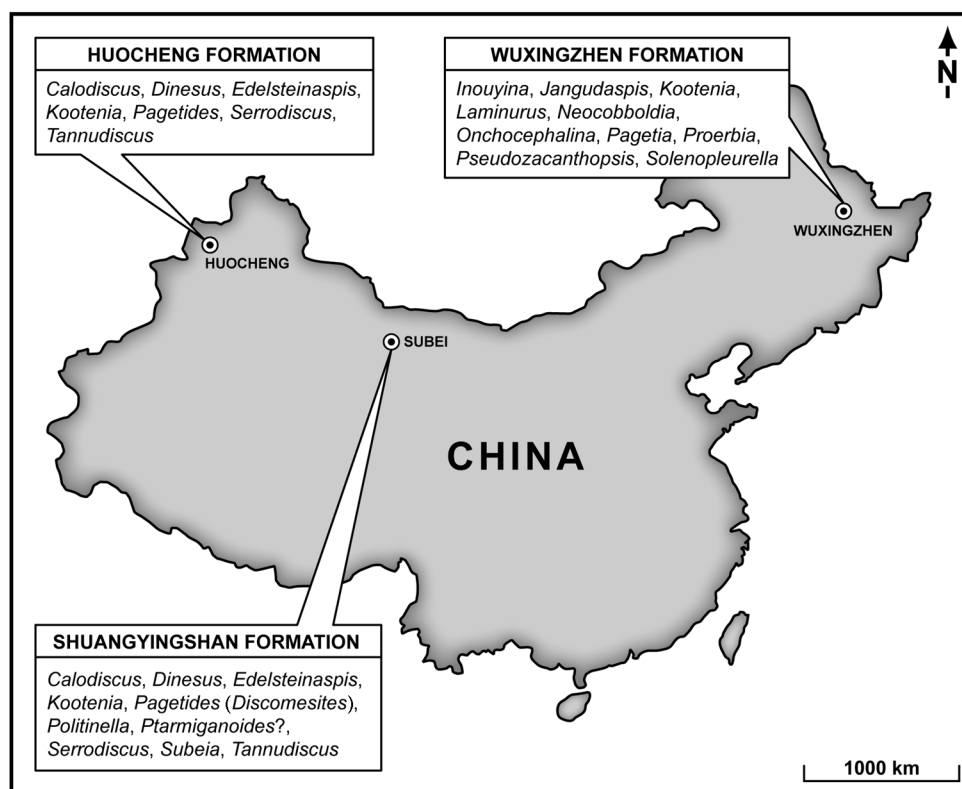 HUOCHENG FORMATION
Calodiscus, Dinesus, Edelsteinaspis,
Kootenia, Pagetides, Serrodiscus,
Tannudiscus
WUXINGZHEN FORMATION
Inouyina, Jangudaspis, Kootenia,
Laminurus, Neocobboldia,
Onchocephalina, Pagetia, Proerbia,
Pseudozacanthopsis, Solenopleurella
N
HUOCHENG
WUXINGZHEN
SUBEI
CHINA
SHUANGYINGSHAN FORMATION
Calodiscus, Dinesus, Edelsteinaspis,
Kootenia, Pagetides (Discomesites),
Politinella, Ptarmiganoides?,
Serrodiscus, Subeia, Tannudiscus
1000 km